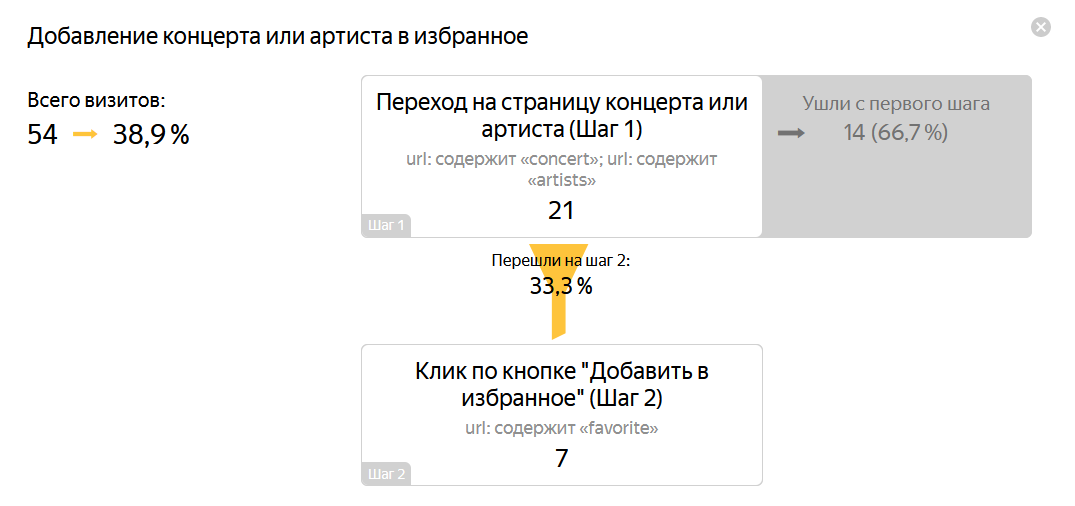 Добавление концерта или артиста в избранное
Всего визитов:
54 → 38,9 %
Переход на страницу концерта или
артиста (Шаг 1)
url: содержит «concert»; url: содержит
«artists»
21
Шаг 1
Ушли с первого шага
→ 14 (66,7 %)
Перешли на шаг 2:
33,3 %
Клик по кнопке "Добавить в
избранное" (Шаг 2)
url: содержит «favorite»
7
Шаг 2